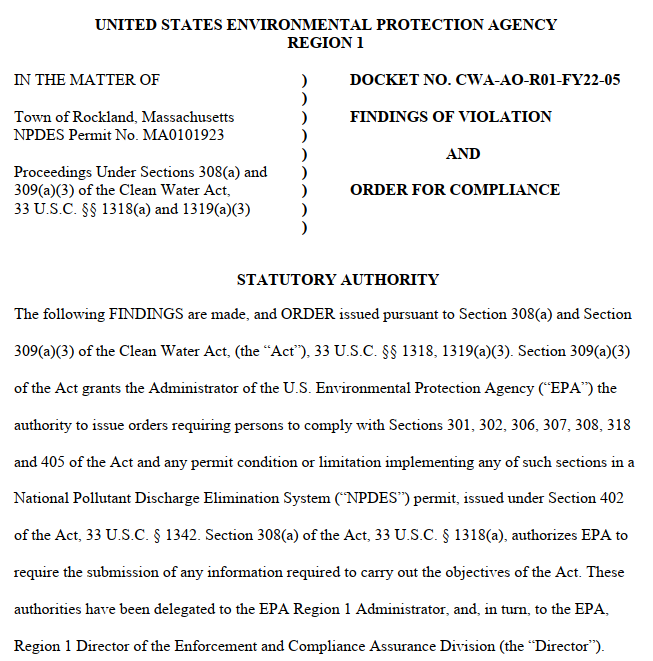 UNITED STATES ENVIRONMENTAL PROTECTION AGENCY
REGION 1
IN THE MATTER OF ) DOCKET NO. CWA-AO-R01-FY22-05
)
Town of Rockland, Massachusetts ) FINDINGS OF VIOLATION
NPDES Permit No. MA0101923 )
) AND
Proceedings Under Sections 308(a) and )
309(a)(3) of the Clean Water Act, ) ORDER FOR COMPLIANCE
33 U.S.C. §§ 1318(a) and 1319(a)(3) )
)
STATUTORY AUTHORITY
The following FINDINGS are made, and ORDER issued pursuant to Section 308(a) and Section
309(a)(3) of the Clean Water Act, (the “Act”), 33 U.S.C. §§ 1318, 1319(a)(3). Section 309(a)(3)
of the Act grants the Administrator of the U.S. Environmental Protection Agency (“EPA”) the
authority to issue orders requiring persons to comply with Sections 301, 302, 306, 307, 308, 318
and 405 of the Act and any permit condition or limitation implementing any of such sections in a
National Pollutant Discharge Elimination System (“NPDES”) permit, issued under Section 402
of the Act, 33 U.S.C. § 1342. Section 308(a) of the Act, 33 U.S.C. § 1318(a), authorizes EPA to
require the submission of any information required to carry out the objectives of the Act. These
authorities have been delegated to the EPA Region 1 Administrator, and, in turn, to the EPA,
Region 1 Director of the Enforcement and Compliance Assurance Division (the “Director”).